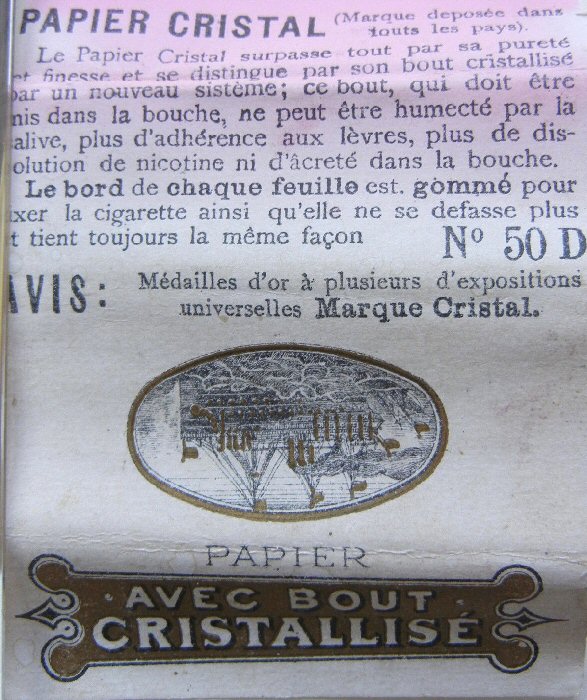 PAPIER CRISTAL (Marque deposée dans
touts les pays).
Le Papier Cristal surpasse tout par sa pureté
et finesse et se distingue par son bout cristallisé
par un nouveau sistème; ce bout, qui doit être
mis dans la bouche, ne peut être humecté par la
salive, plus d'adhérence aux lèvres, plus de dis-
olution de nicotine ni d'âcreté dans la bouche.
Le bord de chaque feuille est. gommé pour
ixer la cigarette ainsi qu'elle ne se defasse plus
t tient toujours la même façon
Nº 50 D
AVIS: Médailles d'or à plusieurs d'expositions
universelles Marque Cristal.
PAPIER
AVEC BOUT
CRISTALLISÉ